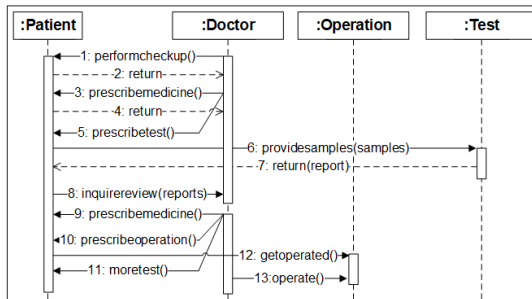 :Patient
:Doctor
:Operation
:Test
1: performcheckup()
2: return
3: prescribemedicine()
4: return
5: prescribetest()
6: providesamples(samples)
7: return(report)
8: inquirereview(reports)
9: prescribemedicine()
10: prescribeoperation()
12: getoperated()
11: moretest()
13:operate()